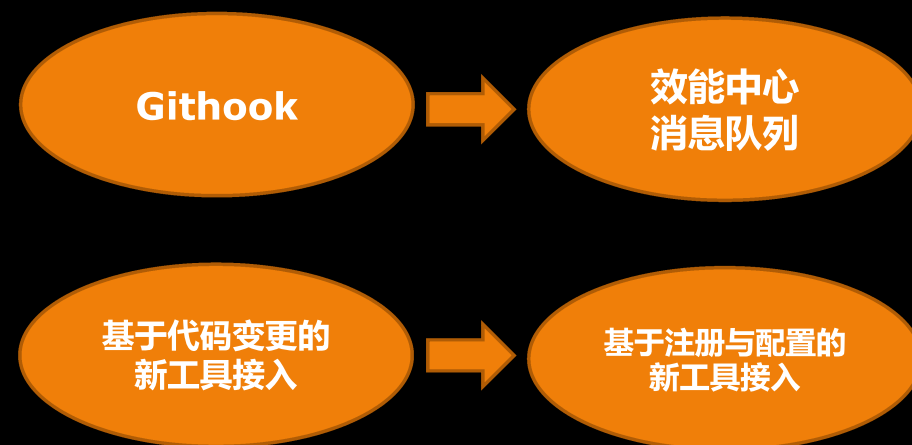 Githook
效能中心
消息队列
基于代码变更的
新工具接入
基于注册与配置的
新工具接入